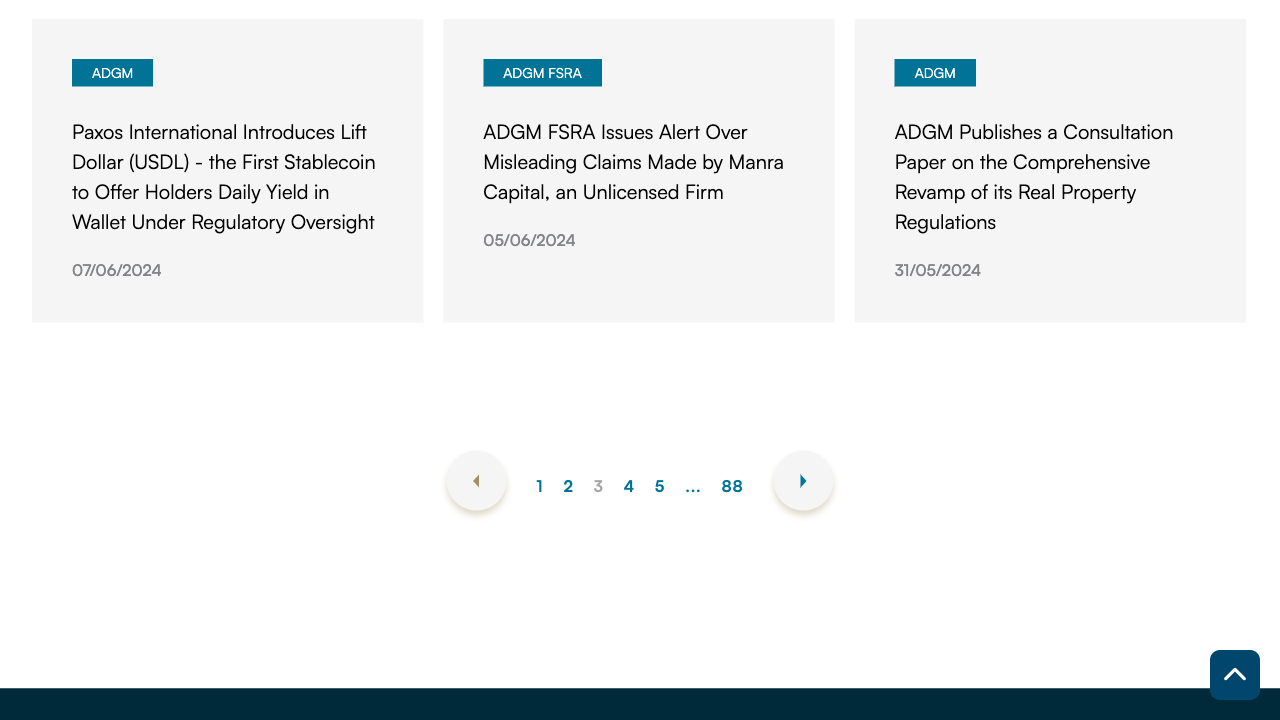 ADGM
Paxos International Introduces Lift
Dollar (USDL) - the First Stablecoin
to Offer Holders Daily Yield in
Wallet Under Regulatory Oversight
07/06/2024
ADGM FSRA
ADGM FSRA Issues Alert Over
Misleading Claims Made by Manra
Capital, an Unlicensed Firm
05/06/2024
ADGM
ADGM Publishes a Consultation
Paper on the Comprehensive
Revamp of its Real Property
Regulations
31/05/2024
1 2 3 4 5 ... 88